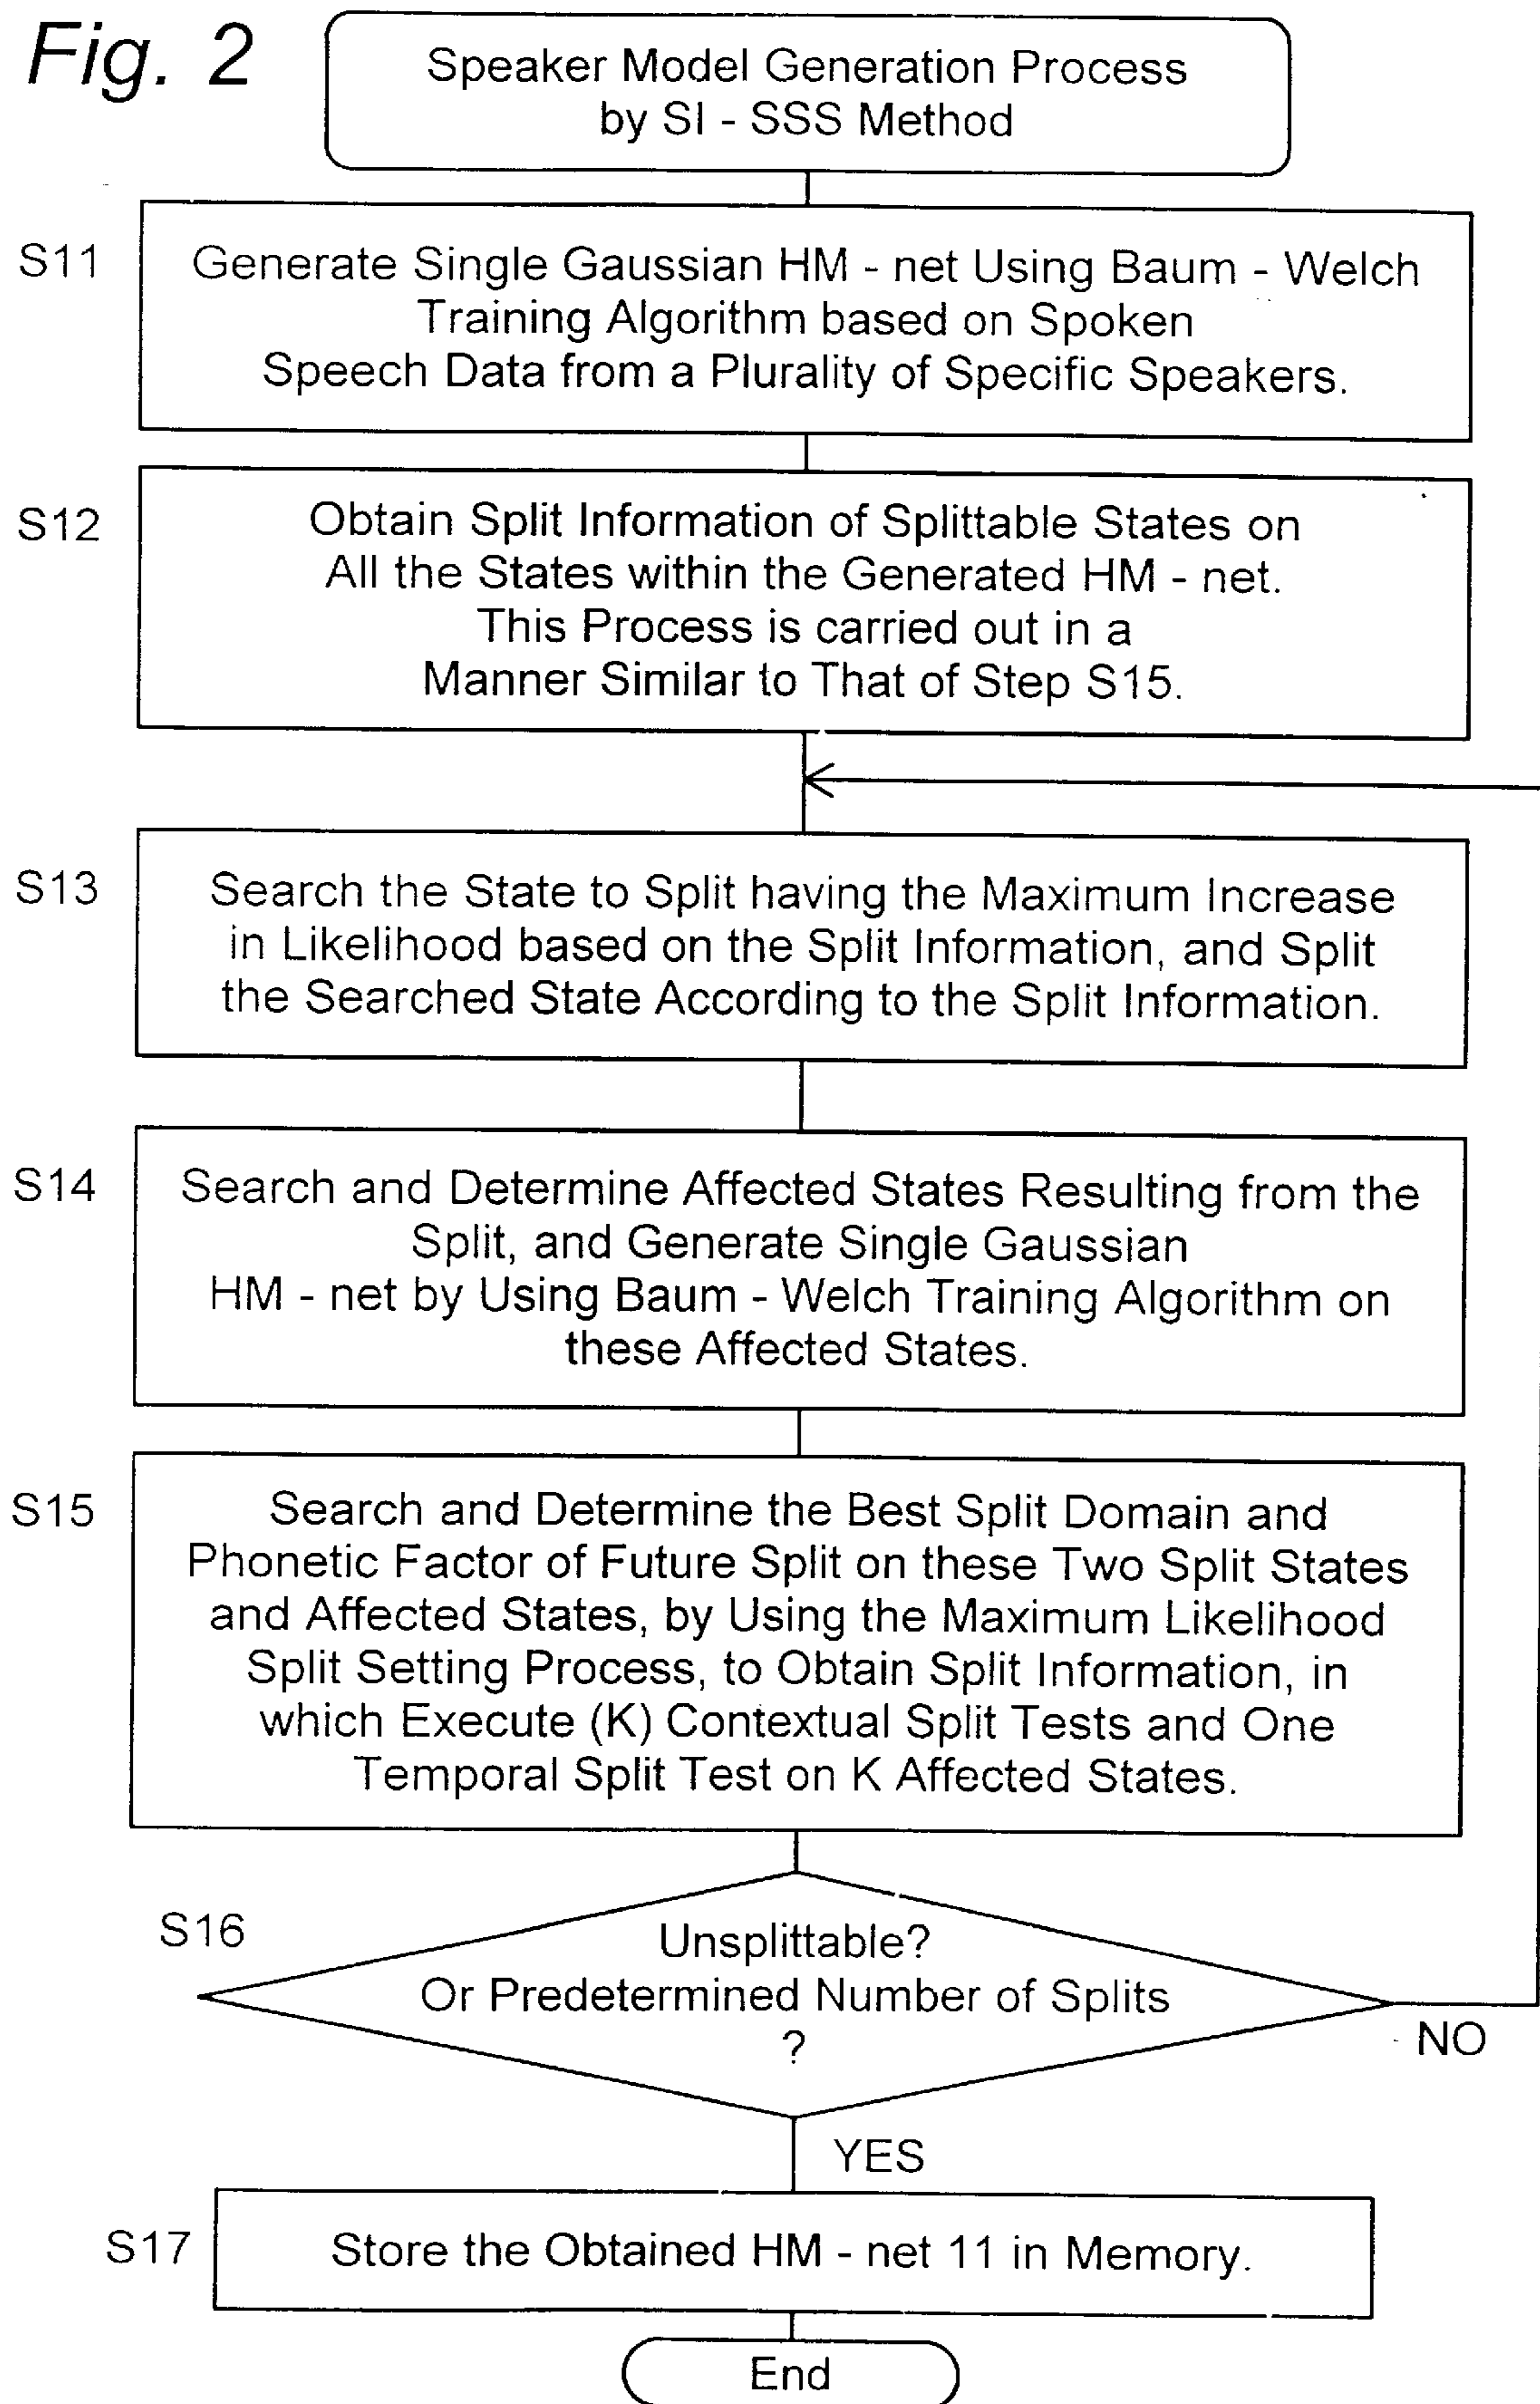 Fig. 2
Speaker Model Generation Process
by SI - SSS Method
S11
Generate Single Gaussian HM - net Using Baum - Welch
Training Algorithm based on Spoken
Speech Data from a Plurality of Specific Speakers.
S12
Obtain Split Information of Splittable States on
All the States within the Generated HM - net.
This Process is carried out in a
Manner Similar to That of Step S15.
S13
Search the State to Split having the Maximum Increase
in Likelihood based on the Split Information, and Split
the Searched State According to the Split Information.
S14
Search and Determine Affected States Resulting from the
Split, and Generate Single Gaussian
HM - net by Using Baum - Welch Training Algorithm on
these Affected States.
S15
Search and Determine the Best Split Domain and
Phonetic Factor of Future Split on these Two Split States
and Affected States, by Using the Maximum Likelihood
Split Setting Process, to Obtain Split Information, in
which Execute (K) Contextual Split Tests and One
Temporal Split Test on K Affected States.
S16
Unsplittable?
Or Predetermined Number of Splits
?
NO
YES
S17
Store the Obtained HM - net 11 in Memory.
End